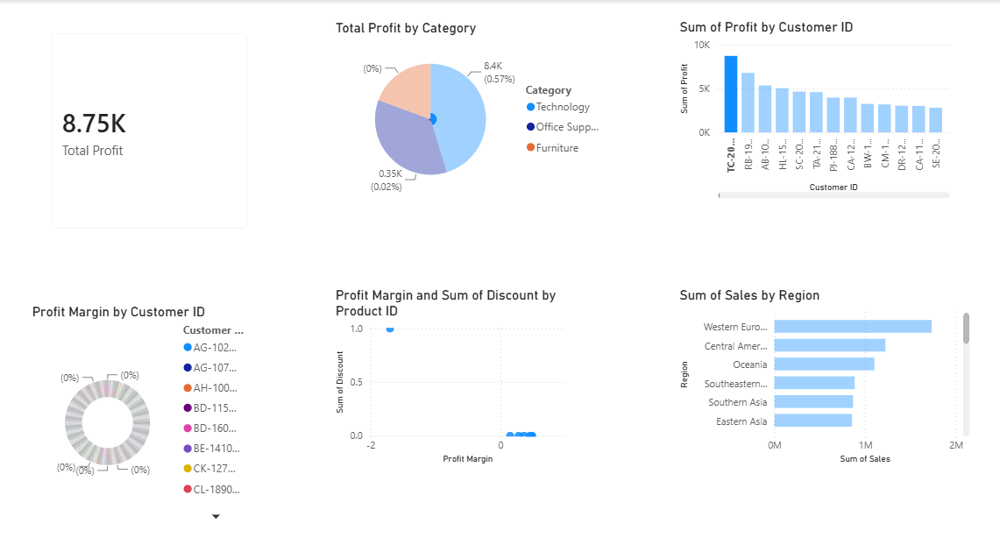 8.75K
Total Profit
Total Profit by Category
(0%)
8.4K
(0.57%)
0.35K
(0.02%)
Category
Technology
Office Supp...
Furniture
Sum of Profit by Customer ID
Sum of Profit
10K
5K
0K
TC-20...
RB-19...
AB-10...
HL-15...
SC-20...
TA-21...
PJ-188...
CA-12...
BW-1...
CM-1...
DR-12...
CA-11...
SE-20...
Customer ID
Profit Margin by Customer ID
(0%)
(0%)
(0%)
(0%)
(0%)
Customer ...
AG-102...
AG-107...
AH-100...
BD-115...
BD-160...
BE-1410...
CK-127...
CL-1890...
Profit Margin and Sum of Discount by
Product ID
Sum of Discount
1.0
0.5
0.0
-2
0
Profit Margin
Sum of Sales by Region
Region
Western Euro...
Central Amer...
Oceania
Southeastern...
Southern Asia
Eastern Asia
0M
1M
2M
Sum of Sales